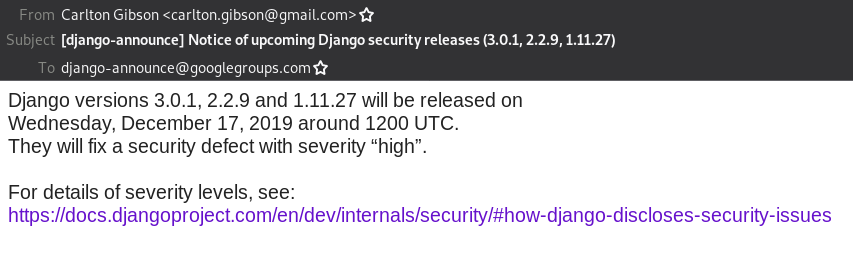 From Carlton Gibson <carlton.gibson@gmail.com>
Subject [django-announce] Notice of upcoming Django security releases (3.0.1, 2.2.9, 1.11.27)
To django-announce@googlegroups.com
Django versions 3.0.1, 2.2.9 and 1.11.27 will be released on
Wednesday, December 17, 2019 around 1200 UTC.
They will fix a security defect with severity “high”.
For details of severity levels, see:
https://docs.djangoproject.com/en/dev/internals/security/#how-django-discloses-security-issues